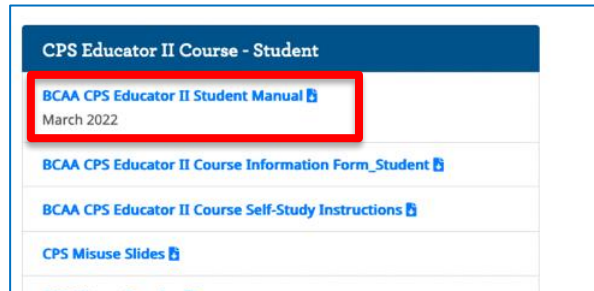 CPS Educator II Course - Student
BCAA CPS Educator II Student Manual
March 2022
BCAA CPS Educator II Course Information Form_Student
BCAA CPS Educator II Course Self-Study Instructions
CPS Misuse Slides